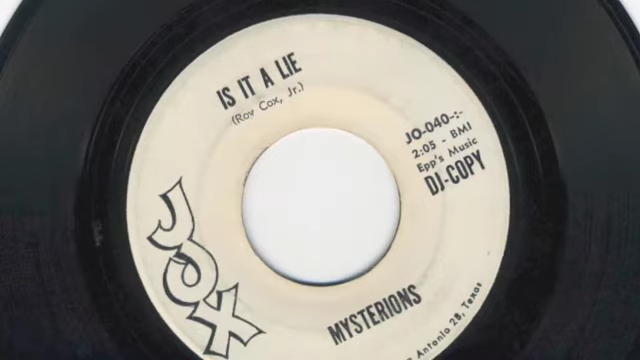 IS IT A LIE
(Roy Cox, Jr.)
JO-040-:-
2:05 - BMI
Epp's Music
DJ-COPY
JOX
MYSTERIONS
Antonio 28, Texas